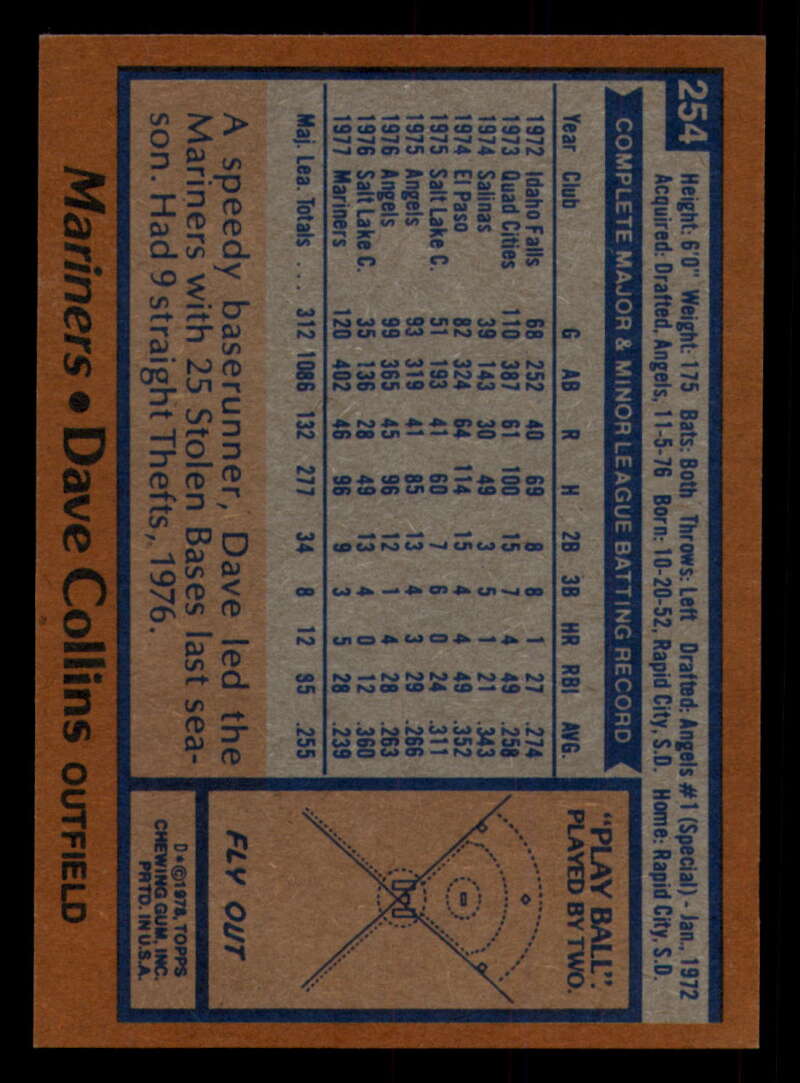 254
Height: 6'0" Weight: 175 Bats: Both Throws: Left Drafted: Angels #1 (Special) - Jan., 1972
Acquired: Drafted, Angels, 11-5-76 Born: 10-20-52, Rapid City, S.D. Home: Rapid City, S.D.
COMPLETE MAJOR & MINOR LEAGUE BATTING RECORD
Year Club G AB R H 2B 3B HR RBI AVG.
1972 Idaho Falls 68 252 40 69 8 8 1 27 .274
1973 Quad Cities 110 387 61 100 15 7 4 49 .258
1974 Salinas 39 143 30 49 3 5 1 21 .343
1974 El Paso 82 324 64 114 15 4 4 49 .352
1975 Salt Lake C. 51 193 41 60 7 6 0 24 .311
1975 Angels 93 319 41 85 13 4 3 29 .266
1976 Angels 99 365 45 96 12 1 4 28 .263
1976 Salt Lake C. 35 136 28 49 13 4 0 12 .360
1977 Mariners 120 402 46 96 9 3 5 28 .239
Maj. Lea. Totals ... 312 1086 132 277 34 8 12 85 .255
A speedy baserunner, Dave led the
Mariners with 25 Stolen Bases last sea-
son. Had 9 straight Thefts, 1976.
"PLAY BALL"
PLAYED BY TWO.
FLY OUT
D*©1978, TOPPS
CHEWING GUM, INC.
PRTD. IN U.S.A.
Mariners • Dave Collins OUTFIELD